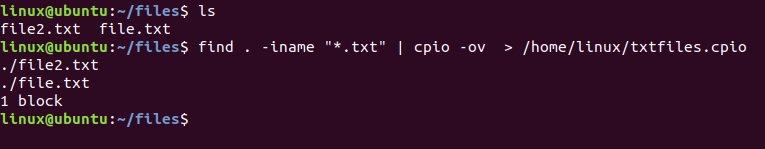 linux@ubuntu:~/files$ ls
file2.txt  file.txt
linux@ubuntu:~/files$ find . -iname "*.txt" | cpio -ov  > /home/linux/txtfiles.cpio
./file2.txt
./file.txt
1 block
linux@ubuntu:~/files$